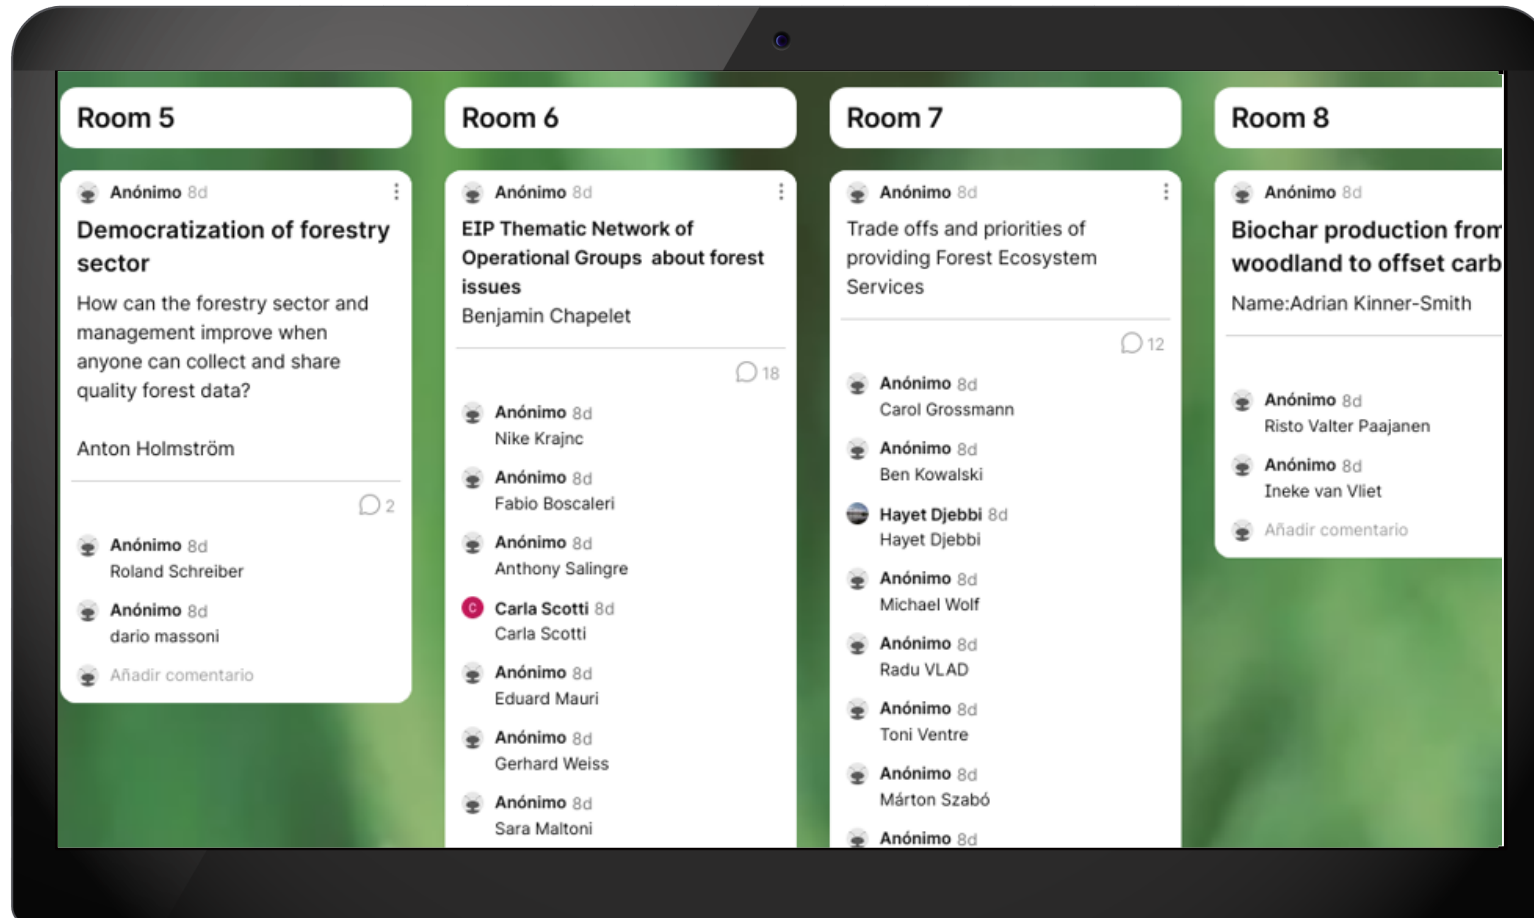 Room 5
Anónimo 8d
Democratization of forestry
sector
How can the forestry sector and
management improve when
anyone can collect and share
quality forest data?
Anton Holmström
2
Anónimo 8d
Roland Schreiber
Anónimo 8d
dario massoni
Añadir comentario
Room 6
Anónimo 8d
EIP Thematic Network of
Operational Groups about forest
issues
Benjamin Chapelet
18
Anónimo 8d
Nike Krajnc
Anónimo 8d
Fabio Boscaleri
Anónimo 8d
Anthony Salingre
C Carla Scotti 8d
Carla Scotti
Anónimo 8d
Eduard Mauri
Anónimo 8d
Gerhard Weiss
Anónimo 8d
Sara Maltoni
Room 7
Anónimo 8d
Trade offs and priorities of
providing Forest Ecosystem
Services
12
Anónimo 8d
Carol Grossmann
Anónimo 8d
Ben Kowalski
Hayet Djebbi 8d
Hayet Djebbi
Anónimo 8d
Michael Wolf
Anónimo 8d
Radu VLAD
Anónimo 8d
Toni Ventre
Anónimo 8d
Márton Szabó
Anónimo 8d
Room 8
Anónimo 8d
Biochar production from
woodland to offset carb
Name:Adrian Kinner-Smith
Anónimo 8d
Risto Valter Paajanen
Anónimo 8d
Ineke van Vliet
Añadir comentario